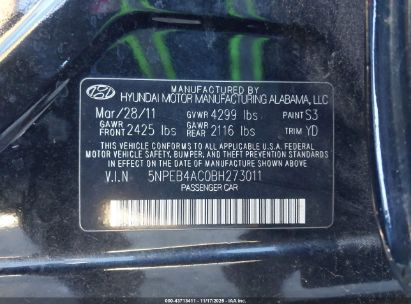 MANUFACTURED BY
HYUNDAI MOTOR MANUFACTURING ALABAMA, LLC
Mar/28/11 GVWR 4299 lbs PAINT S3
GAWR FRONT 2425 lbs GAWR REAR 2116 lbs TRIM YD
THIS VEHICLE CONFORMS TO ALL APPLICABLE U.S. FEDERAL MOTOR
VEHICLE SAFETY, BUMPER, AND THEFT PREVENTION STANDARDS
IN EFFECT ON THE DATE OF MANUFACTURE SHOWN ABOVE.
V.I.N 5NPEB4AC0BH273011
PASSENGER CAR